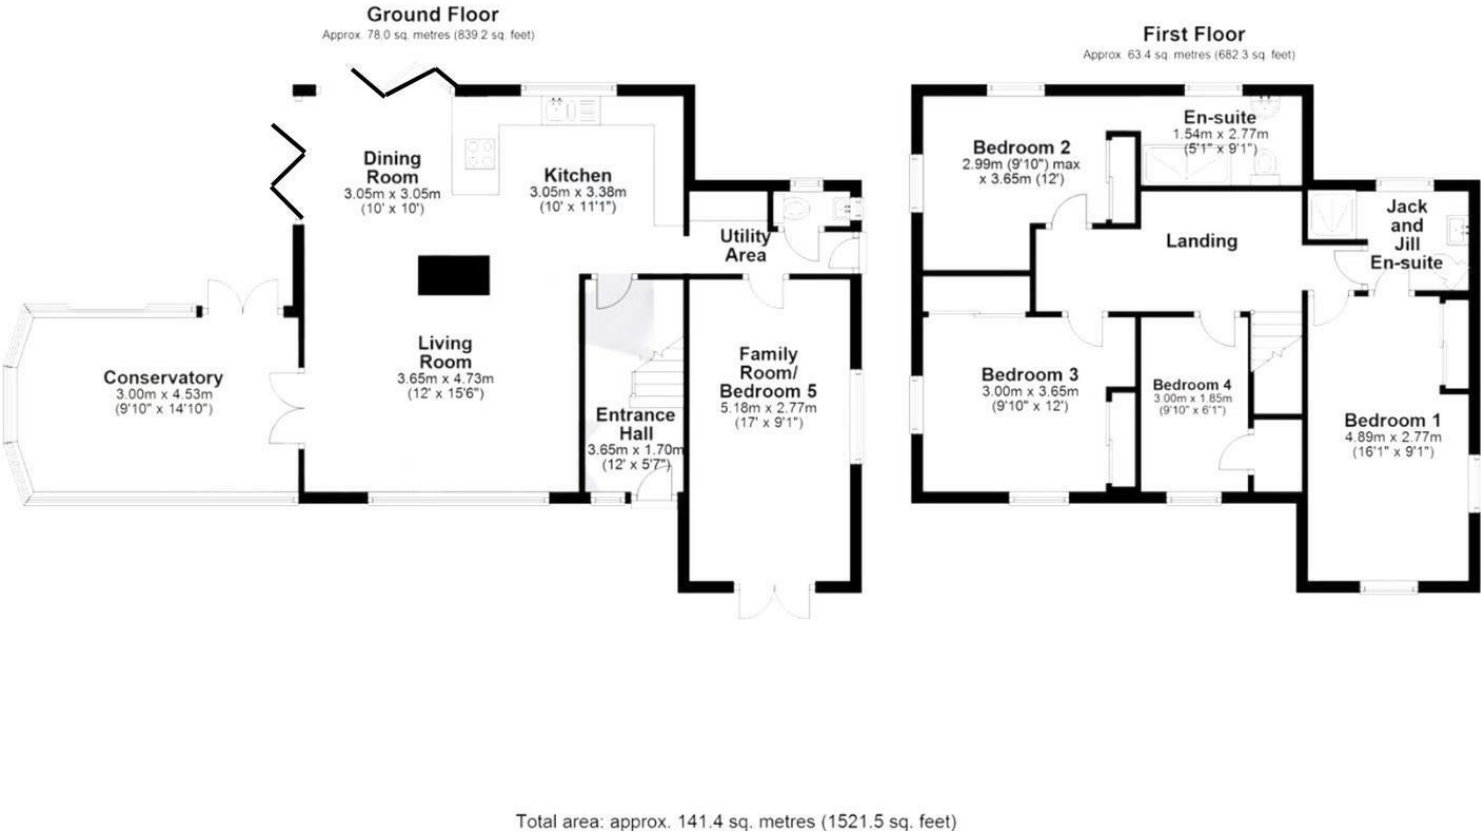 Ground Floor
Approx. 78.0 sq. metres (839.2 sq. feet)
Dining
Room
3.05m x 3.05m
(10' x 10')
Kitchen
3.05m x 3.38m
(10' x 11'1")
Utility
Area
Living
Room
3.65m x 4.73m
(12' x 15'6")
Conservatory
3.00m x 4.53m
(9'10" x 14'10")
Entrance
Hall
3.65m x 1.70m
(12' x 5'7")
Family
Room/
Bedroom 5
5.18m x 2.77m
(17' x 9'1")
First Floor
Approx. 63.4 sq. metres (682.3 sq. feet)
Bedroom 2
2.99m (9'10") max
x 3.65m (12')
En-suite
1.54m x 2.77m
(5'1" x 9'1")
Landing
Jack
and
Jill
En-suite
Bedroom 3
3.00m x 3.65m
(9'10" x 12')
Bedroom 4
3.00m x 1.85m
(9'10" x 6'1")
Bedroom 1
4.89m x 2.77m
(16'1" x 9'1")
Total area: approx. 141.4 sq. metres (1521.5 sq. feet)